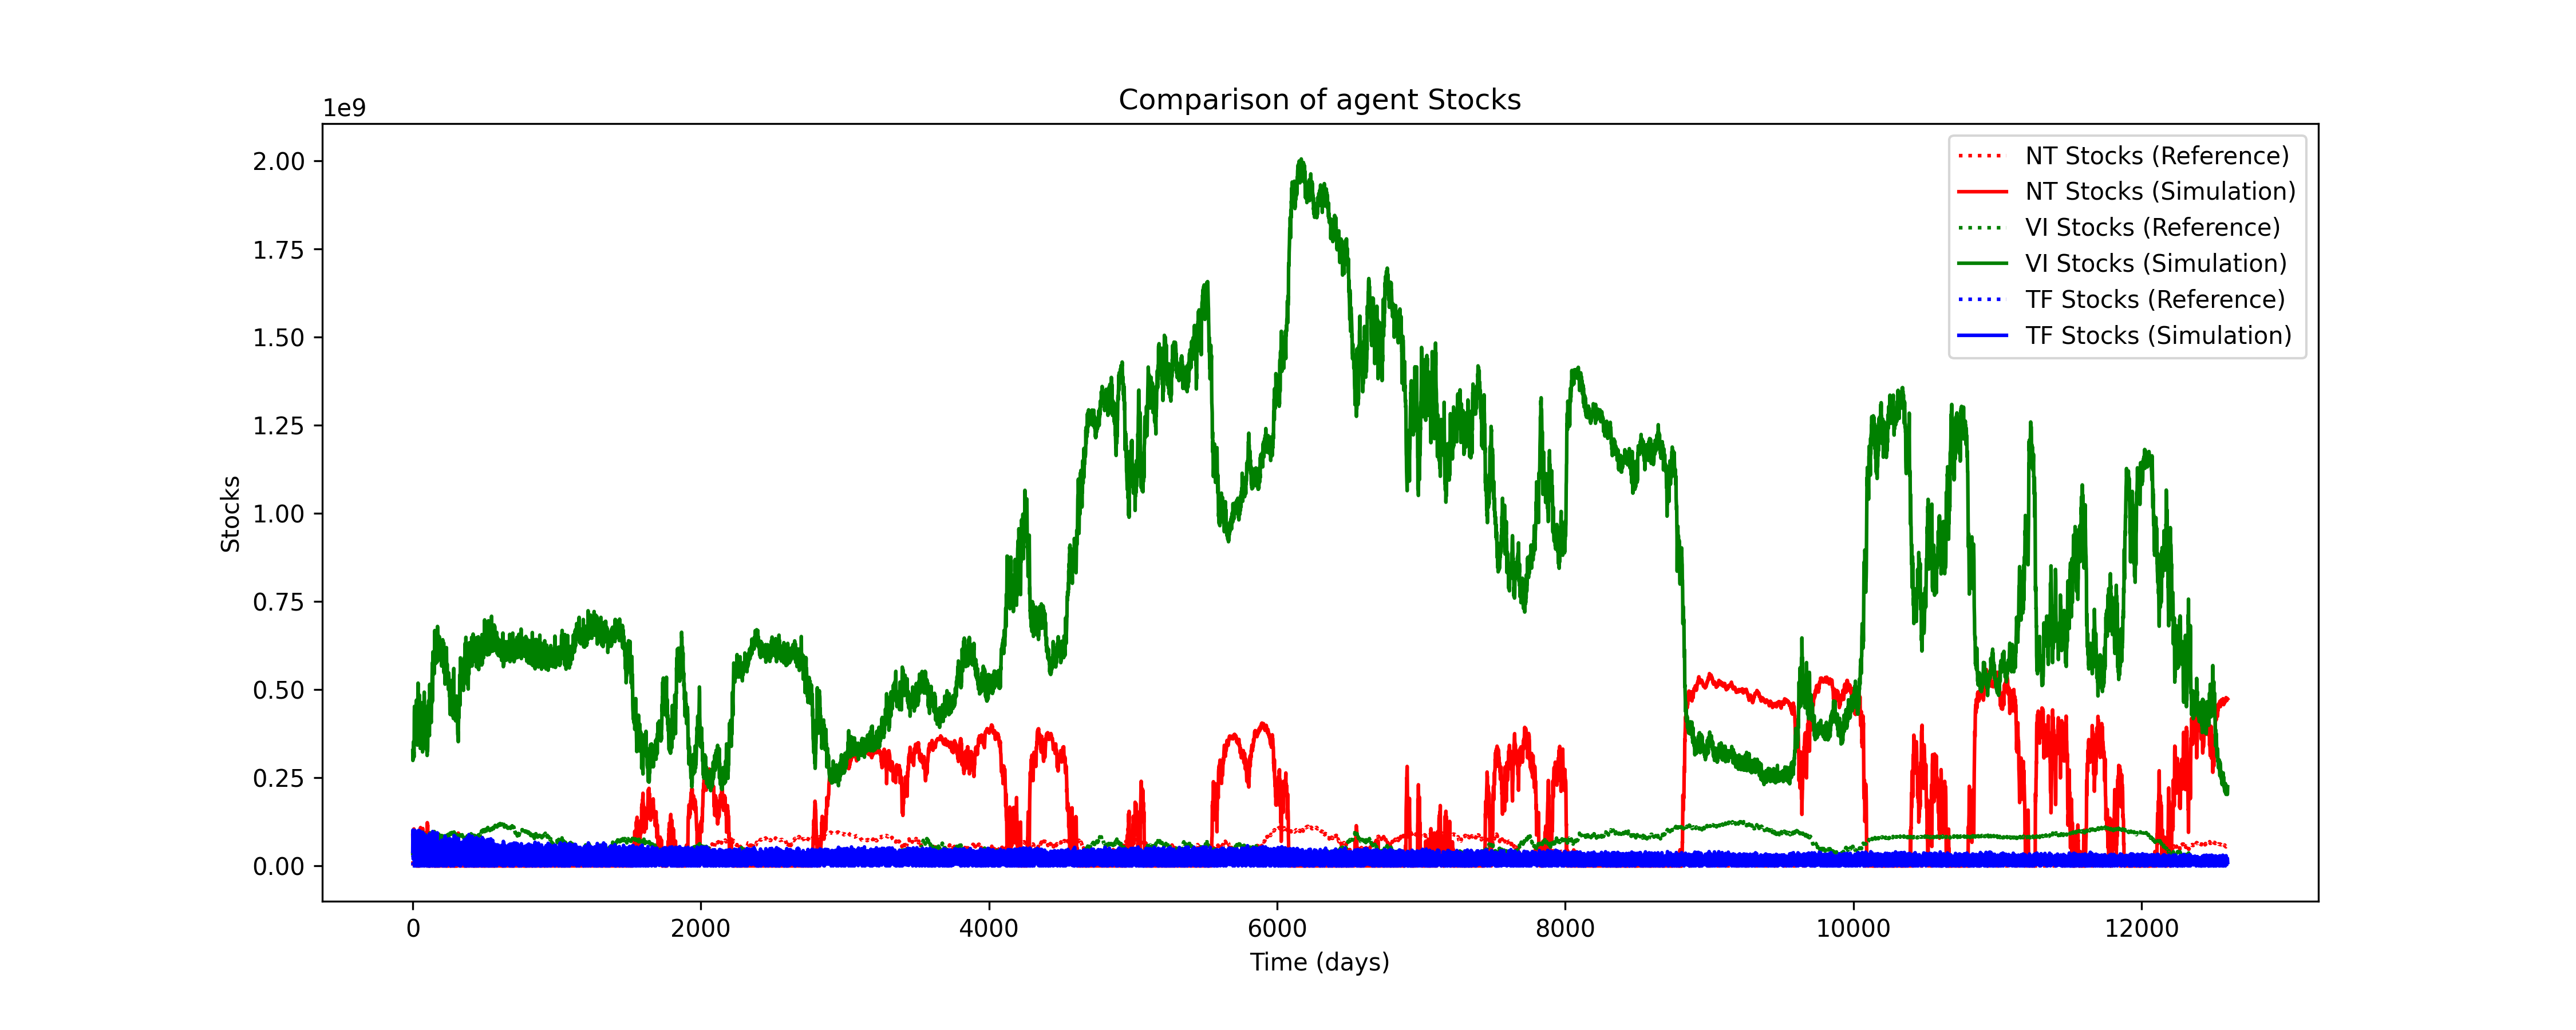 Comparison of agent Stocks
1e9
2.00
1.75
1.50
1.25
1.00
0.75
0.50
0.25
0.00
Stocks
NT Stocks (Reference)
NT Stocks (Simulation)
VI Stocks (Reference)
VI Stocks (Simulation)
TF Stocks (Reference)
TF Stocks (Simulation)
0 2000 4000 6000 8000 10000 12000
Time (days)